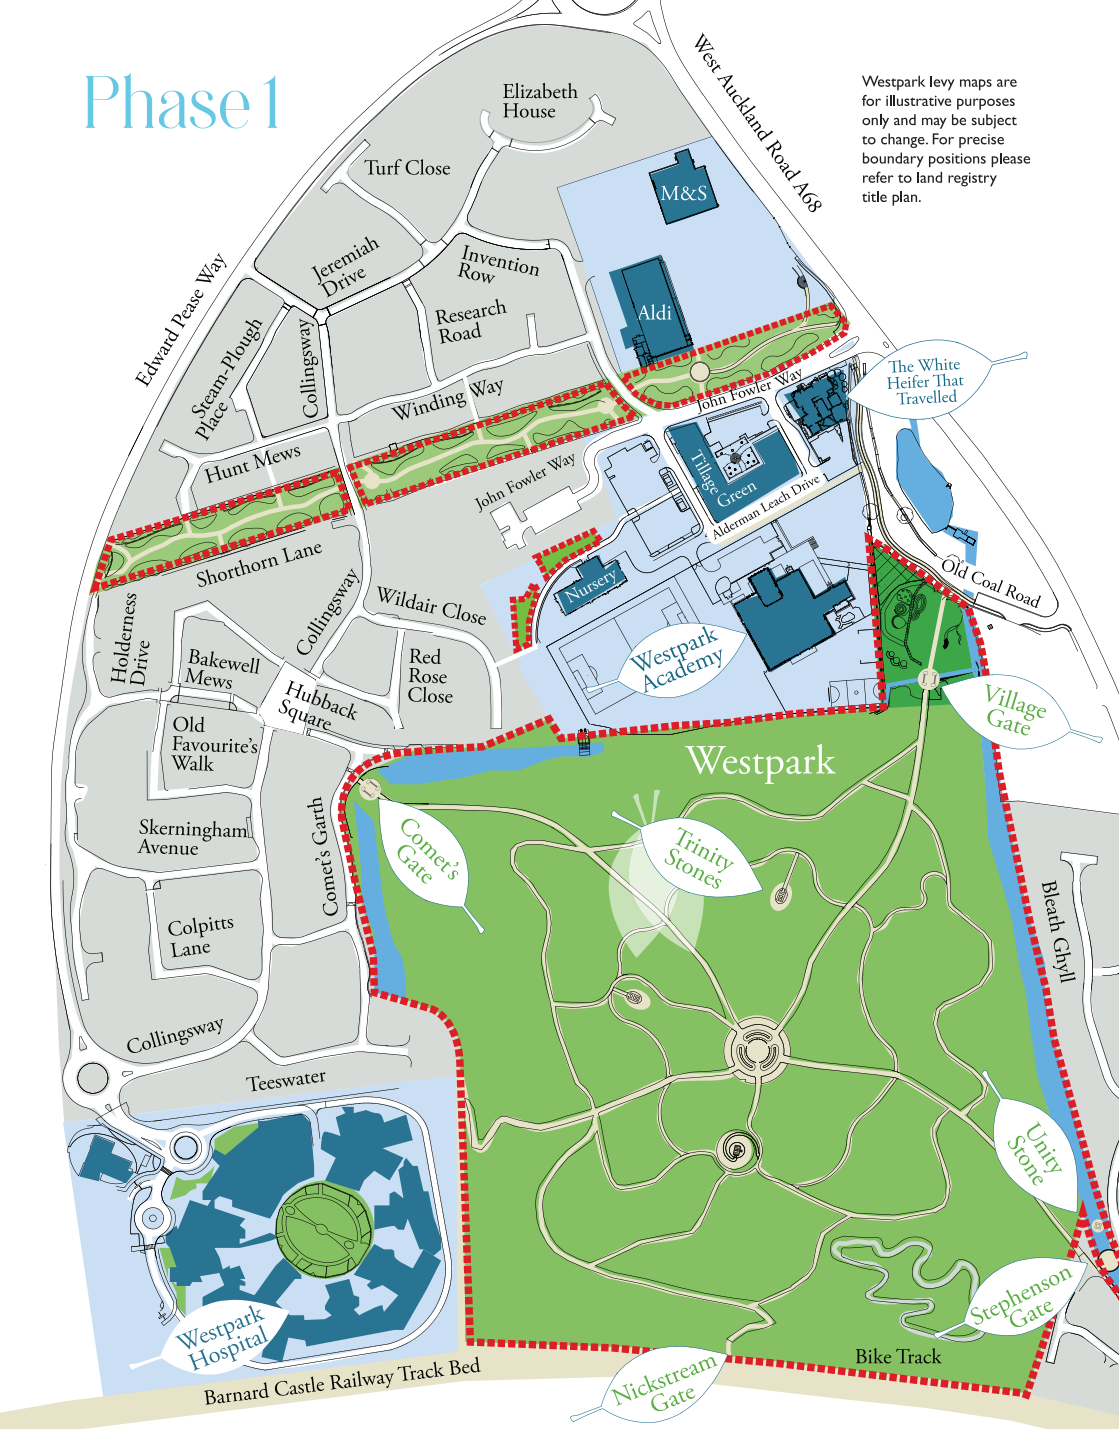 Phase 1
Westpark levy maps are
for illustrative purposes
only and may be subject
to change. For precise
boundary positions please
refer to land registry
title plan.
West Auckland Road A68
Elizabeth
House
Turf Close
M&S
Edward Pease Way
Jeremiah
Drive
Invention
Row
Research
Road
Aldi
Steam-Plough
Place
Collingsway
Winding Way
John Fowler Way
The White
Heifer That
Travelled
Hunt Mews
John Fowler Way
Tillage
Green
Alderman Leach Drive
Shorthorn Lane
Nursery
Old Coal Road
Holderness
Drive
Collingsway
Wildair Close
Bakewell
Mews
Hubback
Square
Red
Rose
Close
Westpark
Academy
Village
Gate
Old
Favourite's
Walk
Westpark
Skerningham
Avenue
Comet's Garth
Comet's
Gate
Trinity
Stones
Colpitts
Lane
Bleath Ghyll
Collingsway
Teeswater
Unity
Stone
Westpark
Hospital
Stephenson
Gate
Bike Track
Nickstream
Gate
Barnard Castle Railway Track Bed